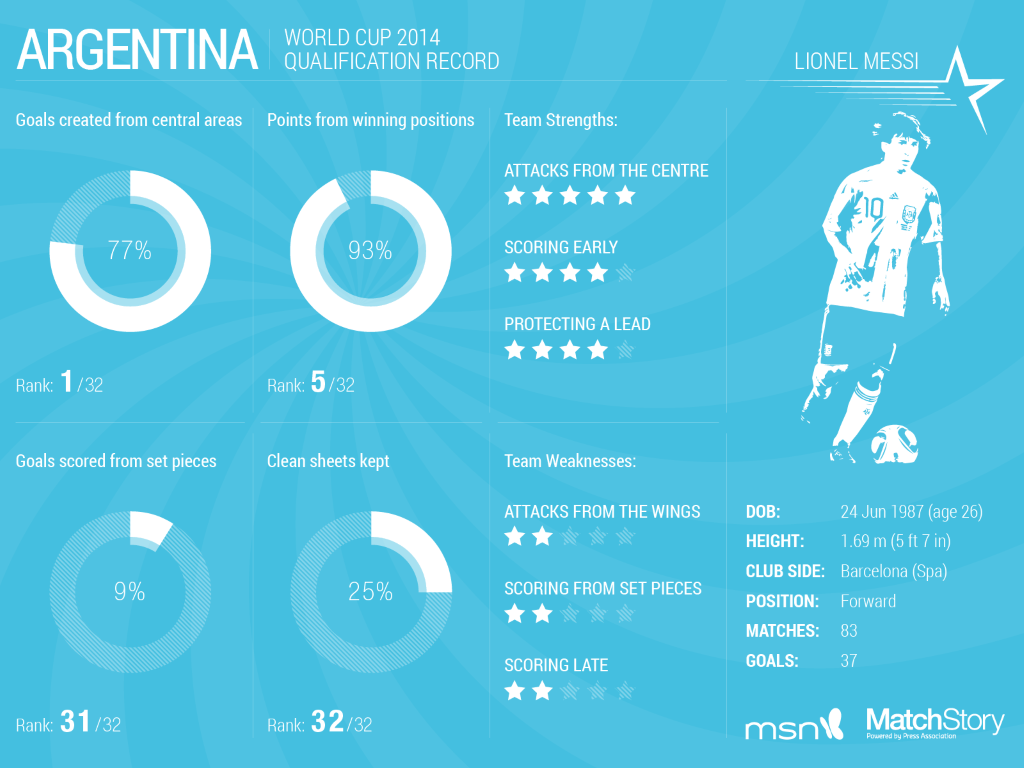 ARGENTINA
WORLD CUP 2014
QUALIFICATION RECORD
LIONEL MESSI
Goals created from central areas
77%
Rank: 1/32
Points from winning positions
93%
Rank: 5/32
Team Strengths:
ATTACKS FROM THE CENTRE
SCORING EARLY
PROTECTING A LEAD
10
Goals scored from set pieces
9%
Rank: 31/32
Clean sheets kept
25%
Rank: 32/32
Team Weaknesses:
ATTACKS FROM THE WINGS
SCORING FROM SET PIECES
SCORING LATE
DOB: 24 Jun 1987 (age 26)
HEIGHT: 1.69 m (5 ft 7 in)
CLUB SIDE: Barcelona (Spa)
POSITION: Forward
MATCHES: 83
GOALS: 37
msn
MatchStory
Powered by Press Association